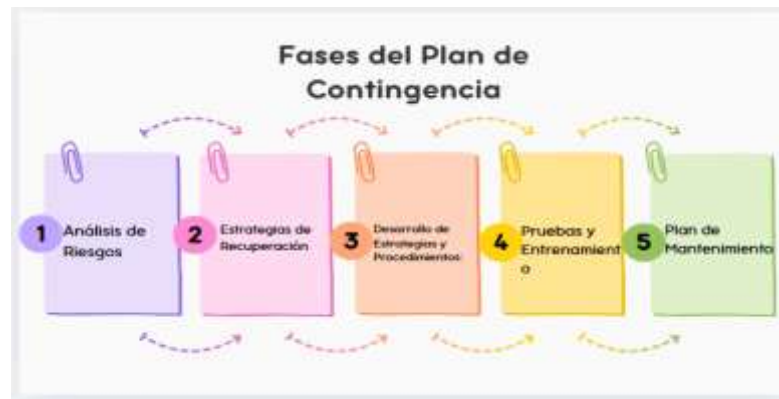 Fases del Plan de
Contingencia
1
Análisis de
Riesgos
2
Estrategias de
Recuperación
3
Desarrollo de
Estrategias y
Procedimientos
4
Pruebas y
Entrenamient
o
5
Plan de
Mantenimiento